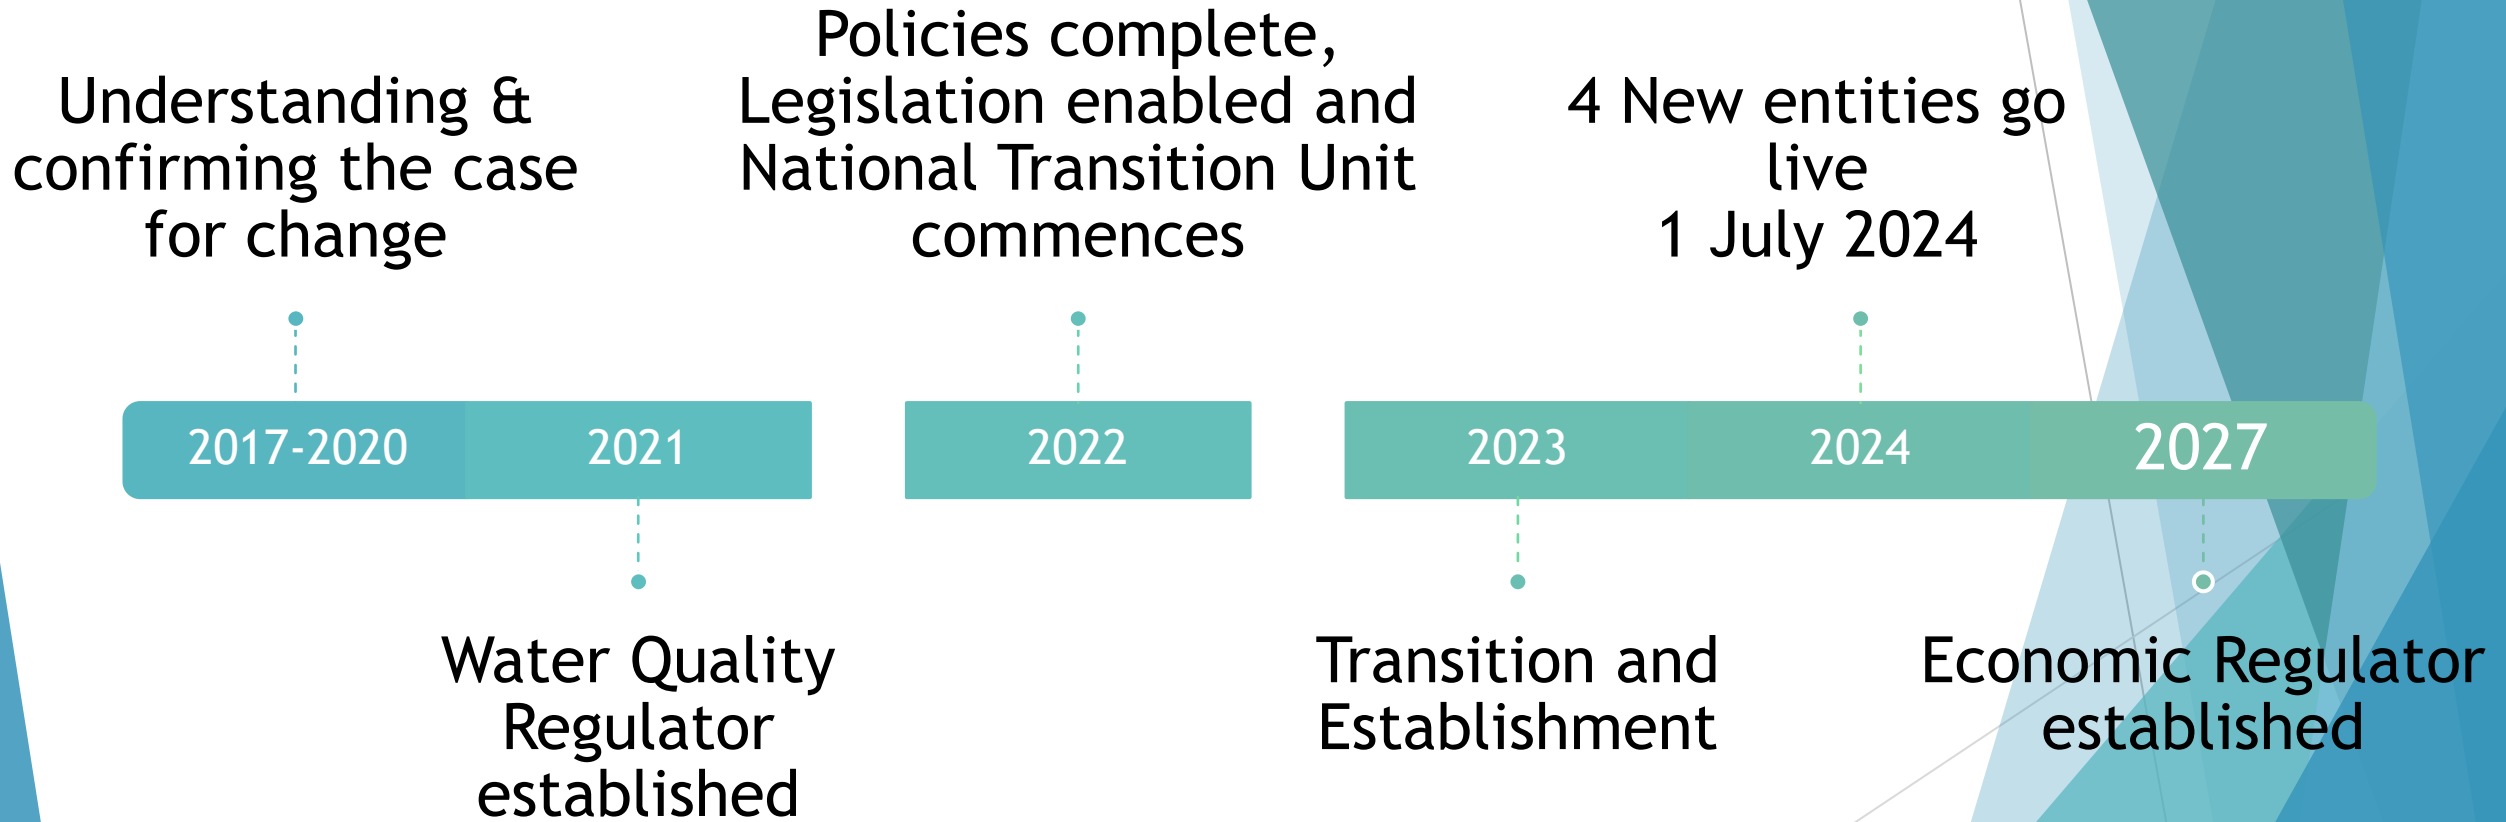 Understanding &
confirming the case
for change
Policies complete,
Legislation enabled and
National Transition Unit
commences
4 New entities go
live
1 July 2024
2017-2020
2021
2022
2023
2024
2027
Water Quality
Regulator
established
Transition and
Establishment
Economic Regulator
established